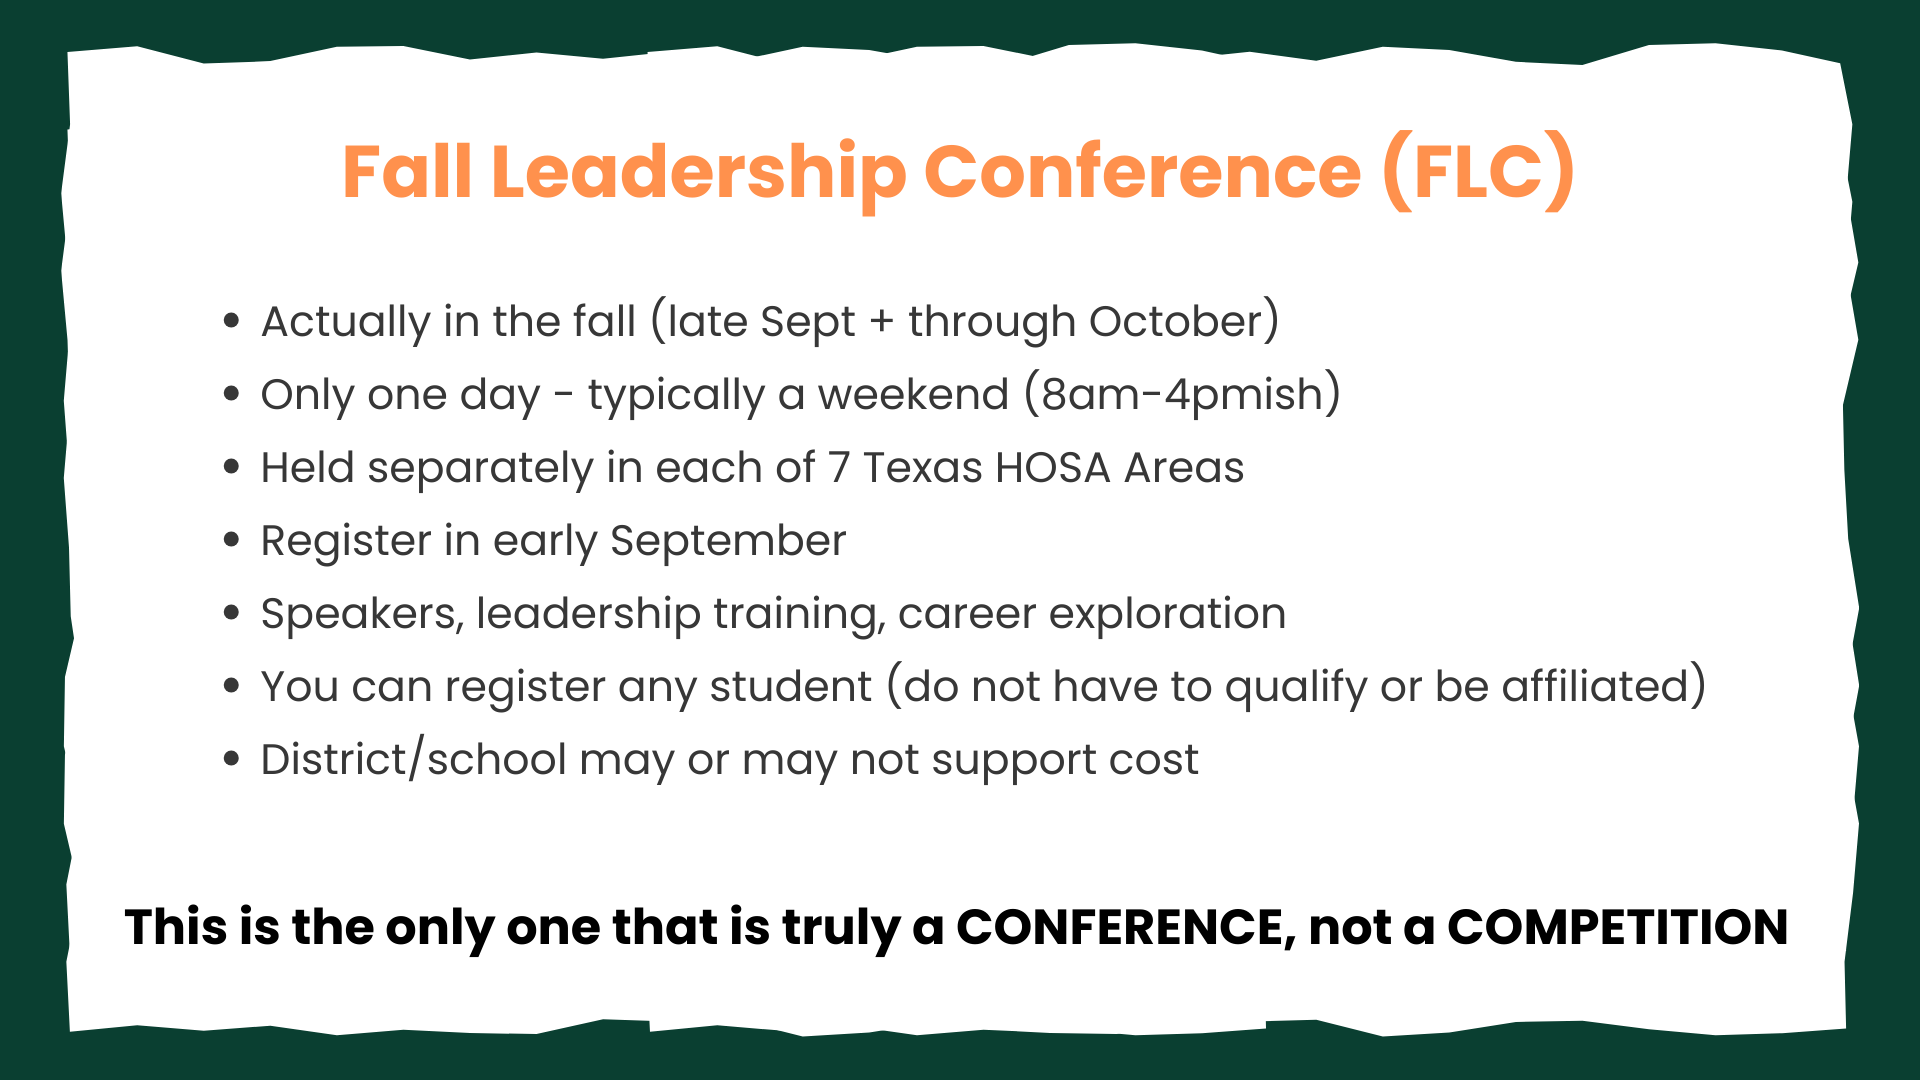 Fall Leadership Conference (FLC)
• Actually in the fall (late Sept + through October)
• Only one day - typically a weekend (8am-4pmish)
• Held separately in each of 7 Texas HOSA Areas
• Register in early September
• Speakers, leadership training, career exploration
• You can register any student (do not have to qualify or be affiliated)
• District/school may or may not support cost
This is the only one that is truly a CONFERENCE, not a COMPETITION